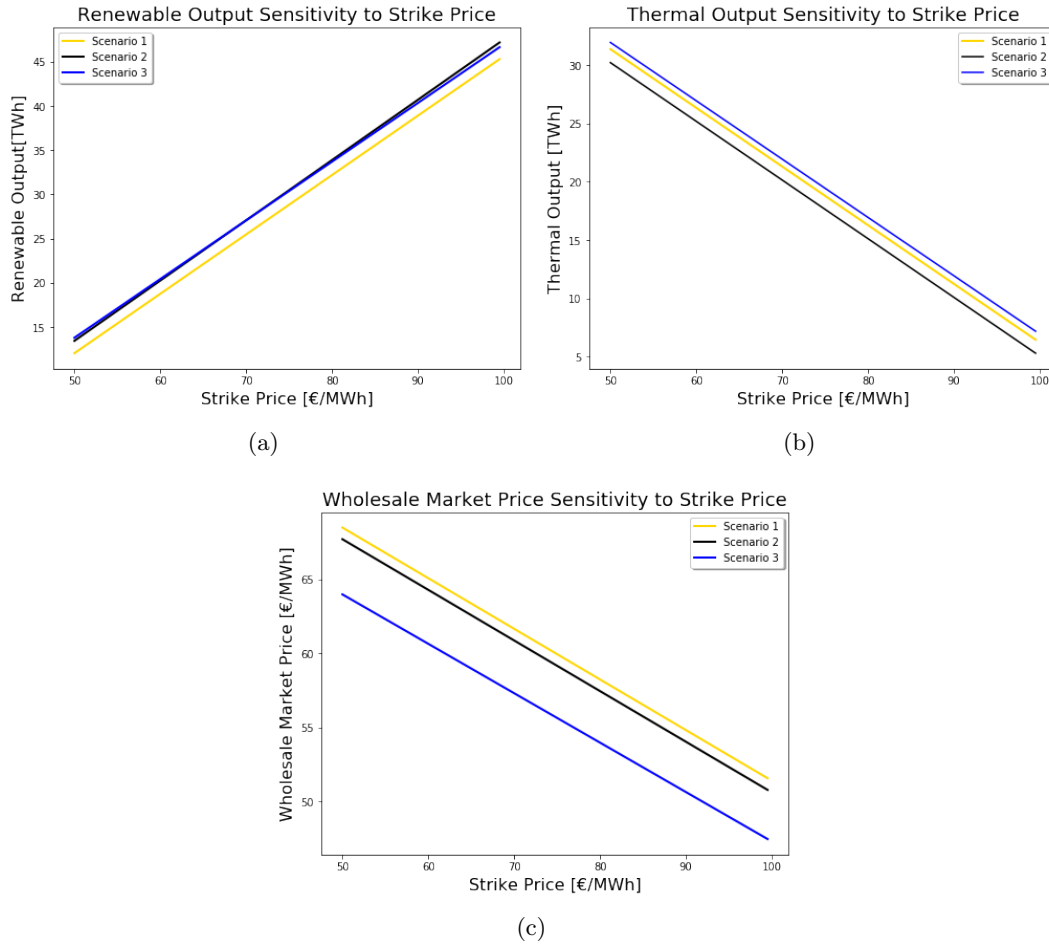 Renewable Output Sensitivity to Strike Price
Scenario 1
Scenario 2
Scenario 3
45
40
35
30
25
20
15
Renewable Output[TWh]
50 60 70 80 90 100
Strike Price [€/MWh]
(a)
Thermal Output Sensitivity to Strike Price
Scenario 1
Scenario 2
Scenario 3
30
25
20
15
10
5
Thermal Output [TWh]
50 60 70 80 90 100
Strike Price [€/MWh]
(b)
Wholesale Market Price Sensitivity to Strike Price
Scenario 1
Scenario 2
Scenario 3
65
60
55
50
Wholesale Market Price [€/MWh]
50 60 70 80 90 100
Strike Price [€/MWh]
(c)